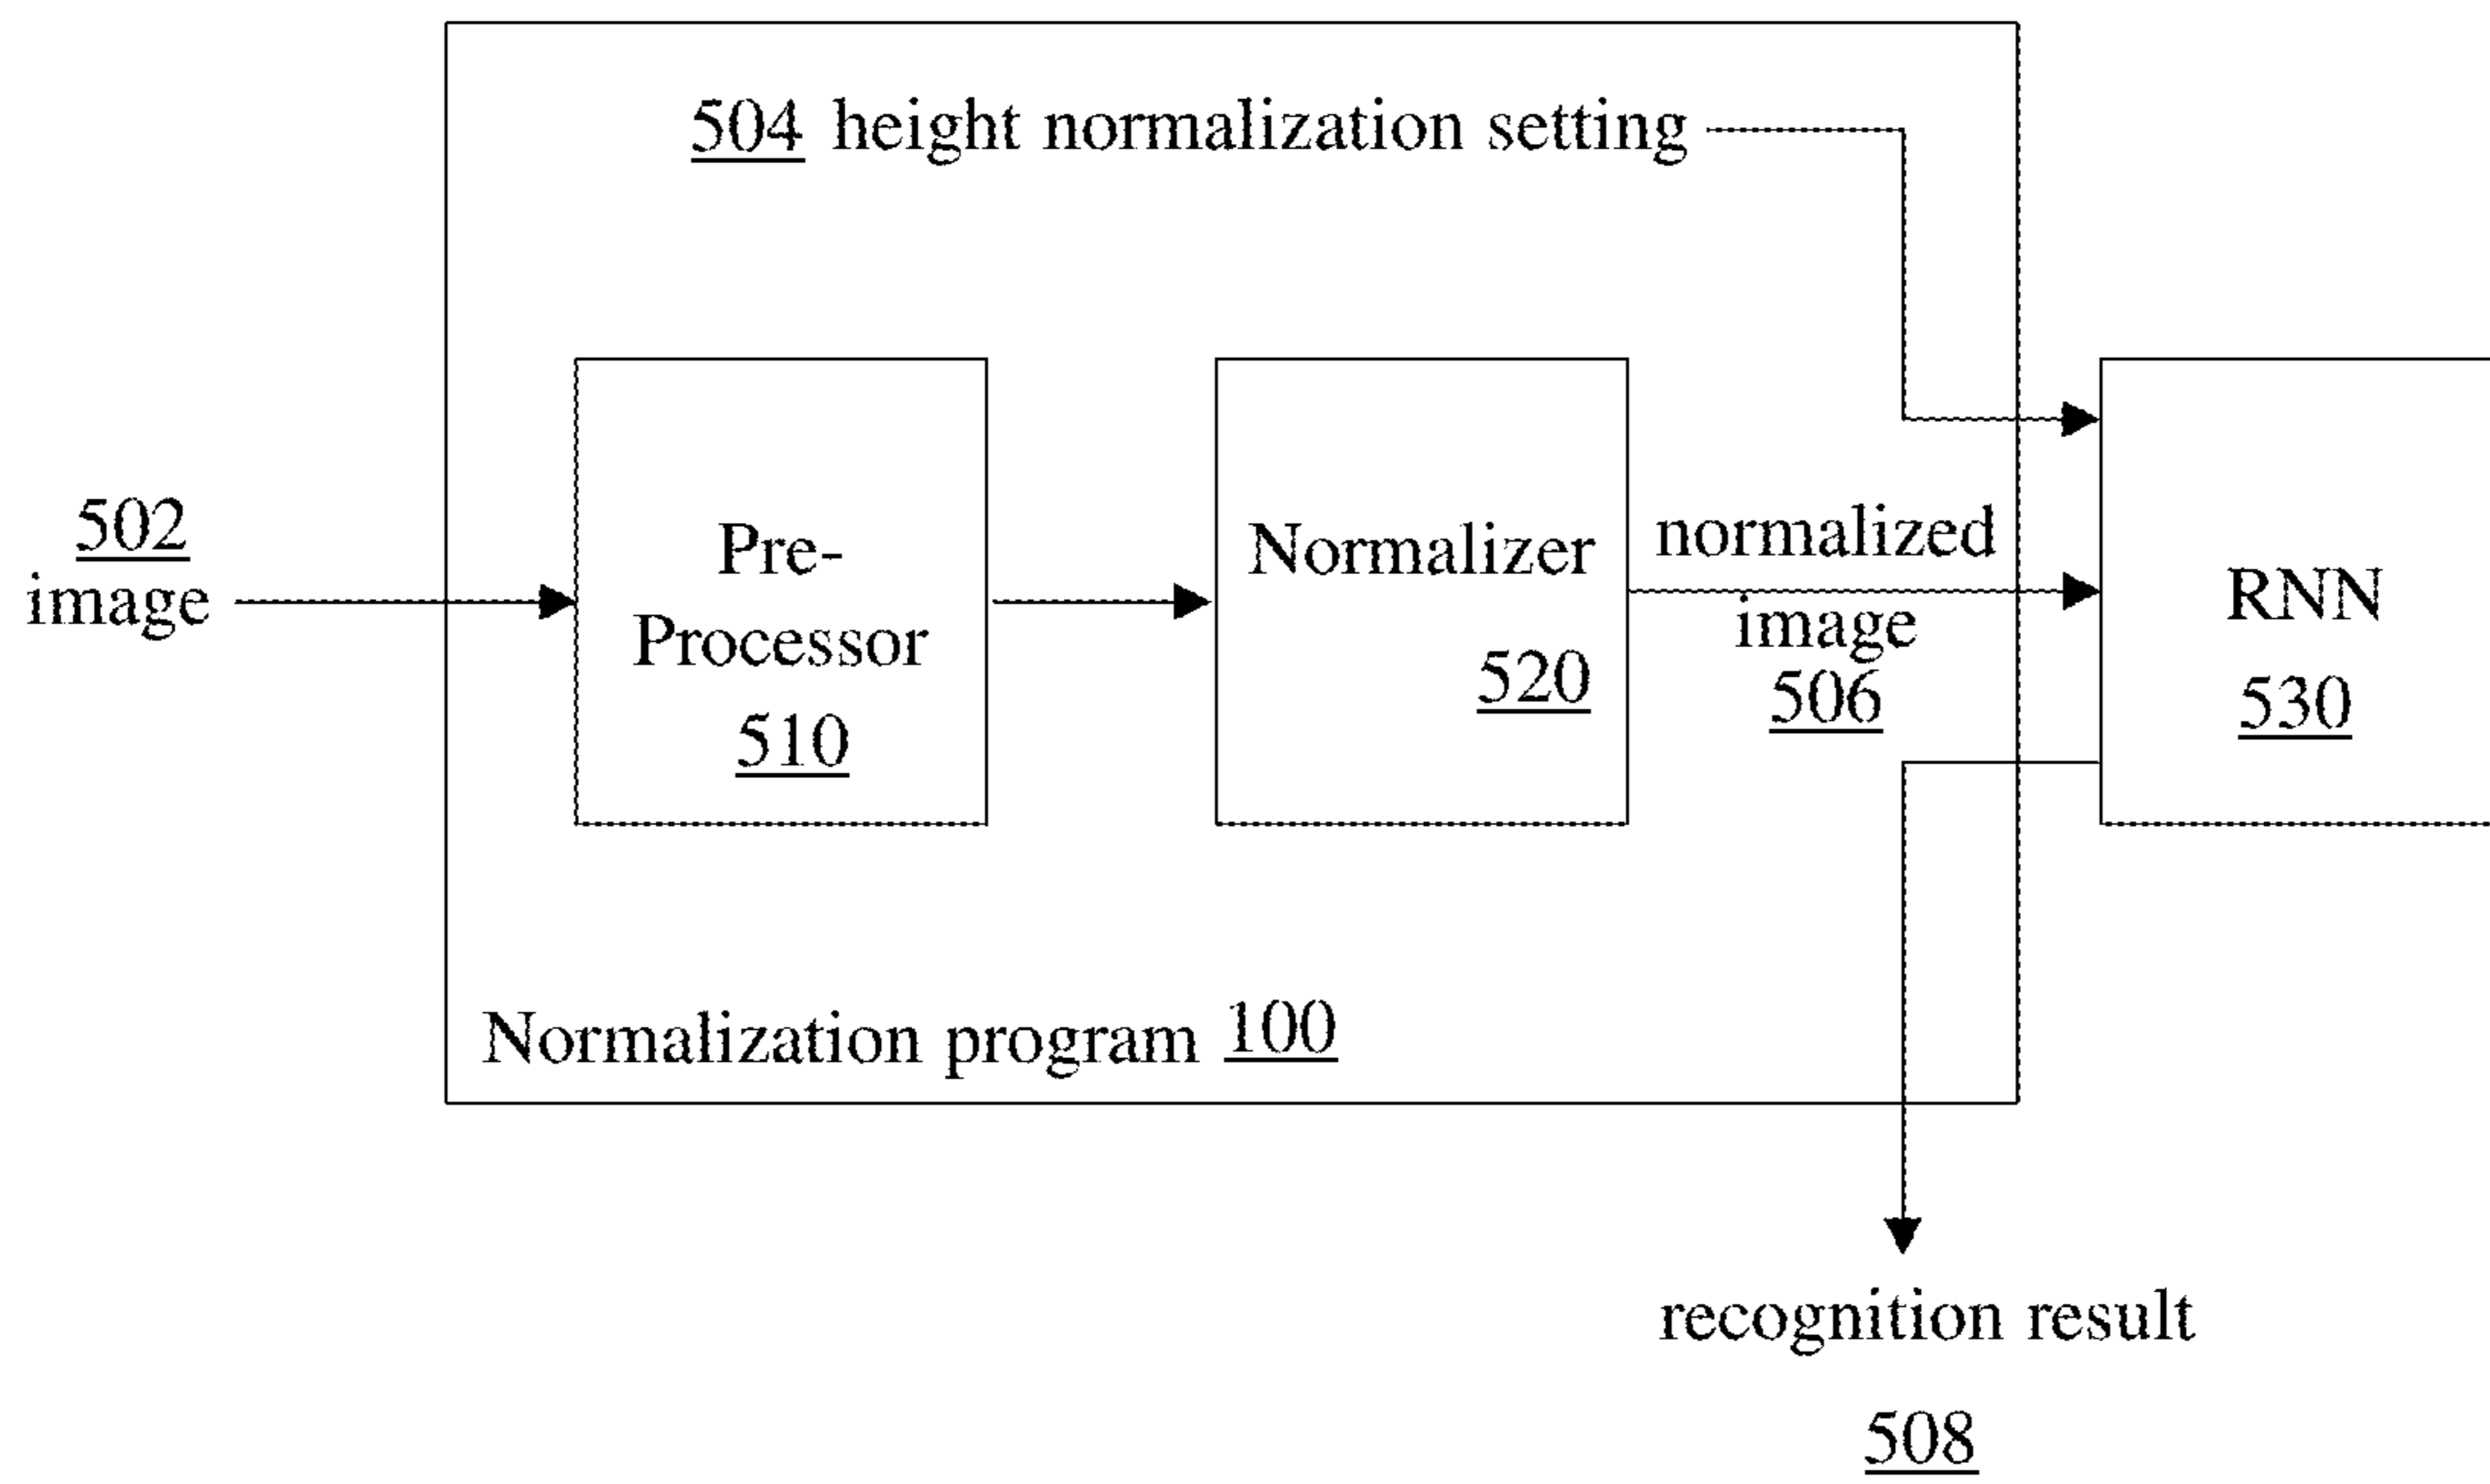 504 height normalization setting
502
image
Pre-
Processor
510
Normalizer
520
normalized
image
506
RNN
530
Normalization program 100
recognition result
508